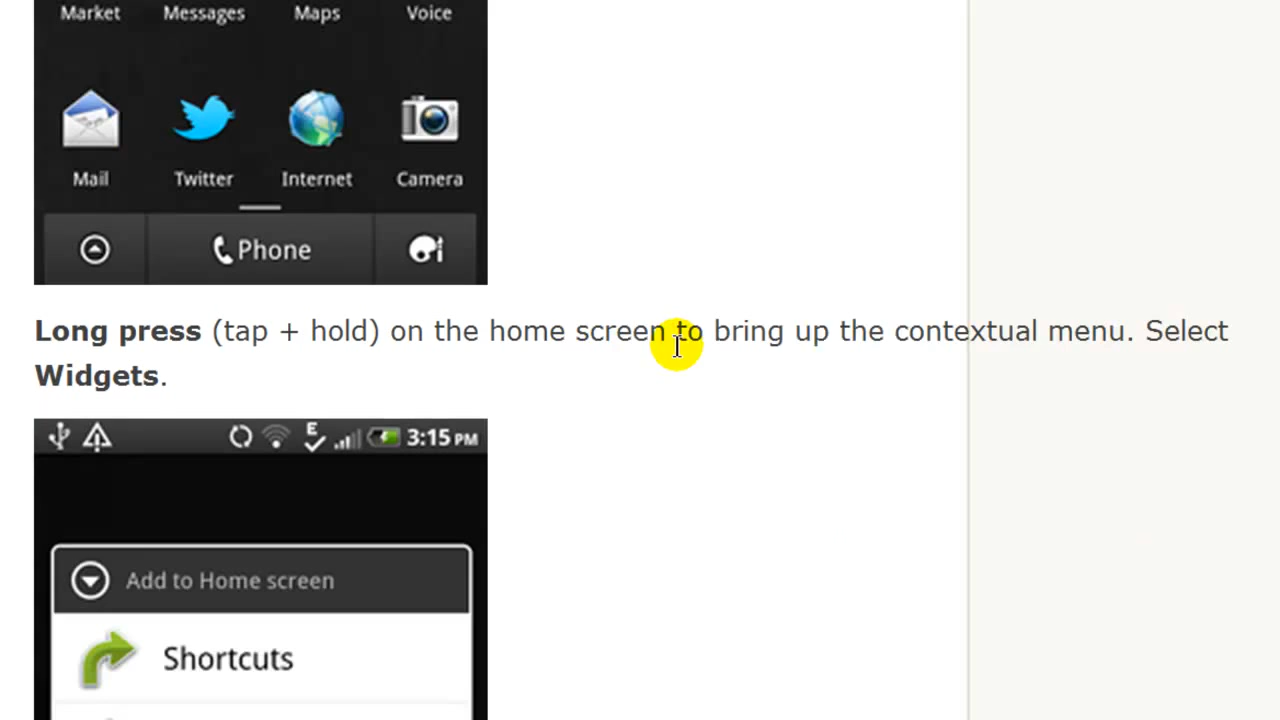 Market Messages Maps Voice
Mail Twitter Internet Camera
Phone
Long press (tap + hold) on the home screen to bring up the contextual menu. Select
Widgets.
E 3:15 PM
Add to Home screen
Shortcuts